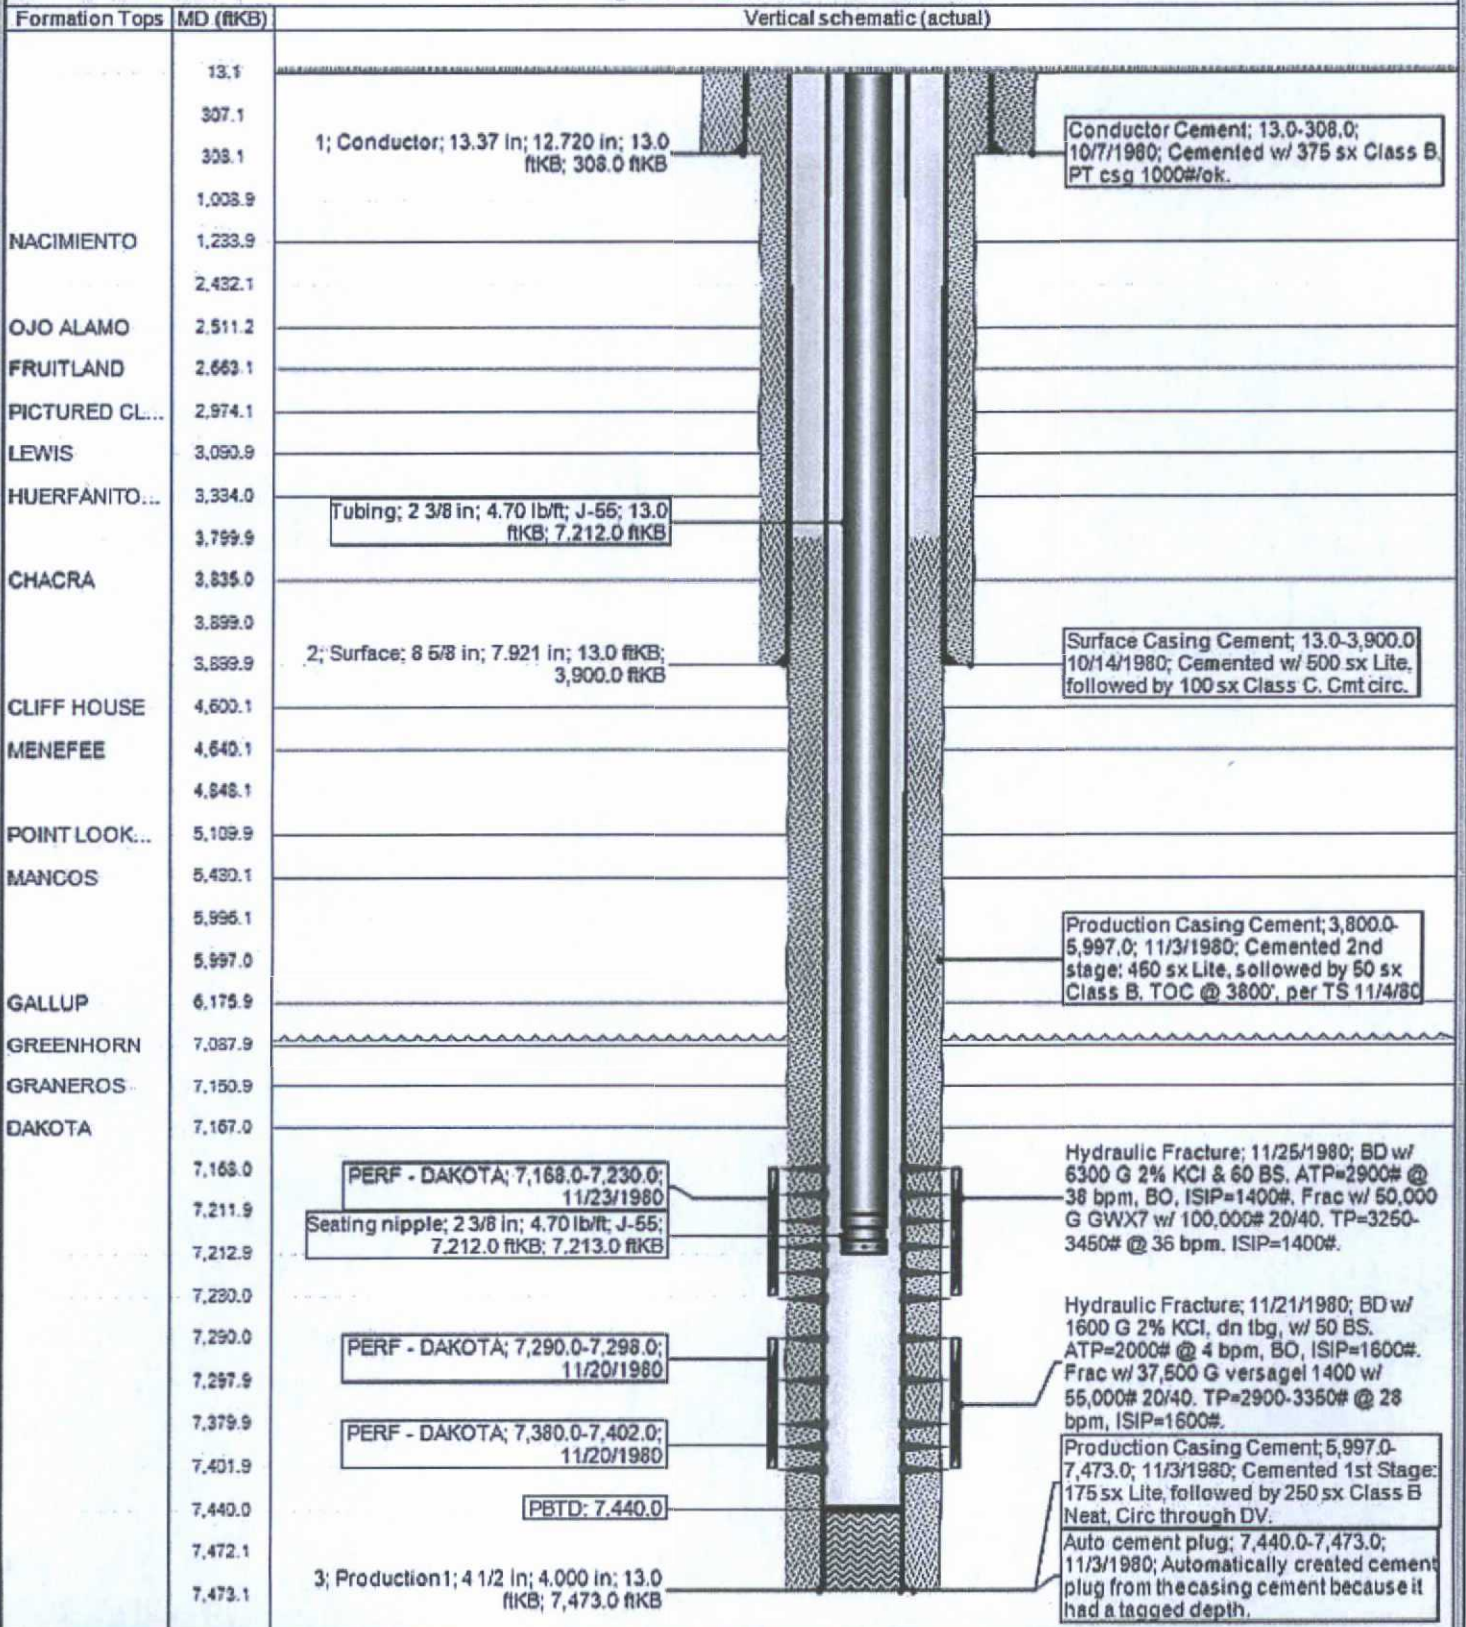 Formation Tops MD (ftKB) Vertical schematic (actual)
13.1
307.1
308.1
1,008.9
NACIMIENTO 1,233.9
2,432.1
OJO ALAMO 2,511.2
FRUITLAND 2,663.1
PICTURED CL... 2,974.1
LEWIS 3,090.9
HUERFANITO... 3,334.0
3,799.9
CHACRA 3,835.0
3,899.0
3,899.9
CLIFF HOUSE 4,600.1
MENEFEE 4,640.1
4,848.1
POINT LOOK... 5,109.9
MANCOS 5,430.1
5,996.1
5,997.0
GALLUP 6,175.9
GREENHORN 7,087.9
GRANEROS 7,150.9
DAKOTA 7,167.0
7,168.0
7,211.9
7,212.9
7,230.0
7,290.0
7,297.9
7,379.9
7,401.9
7,440.0
7,472.1
7,473.1
1; Conductor; 13.37 in; 12.720 in; 13.0
ftKB; 308.0 ftKB
Tubing; 2 3/8 in; 4.70 lb/ft; J-55; 13.0
ftKB; 7,212.0 ftKB
2; Surface; 8 5/8 in; 7.921 in; 13.0 ftKB;
3,900.0 ftKB
PERF - DAKOTA; 7,168.0-7,230.0;
11/23/1980
Seating nipple; 2 3/8 in; 4.70 lb/ft; J-55;
7,212.0 ftKB; 7,213.0 ftKB
PERF - DAKOTA; 7,290.0-7,298.0;
11/20/1980
PERF - DAKOTA; 7,380.0-7,402.0;
11/20/1980
PBTD; 7,440.0
3; Production1; 4 1/2 in; 4.000 in; 13.0
ftKB; 7,473.0 ftKB
Conductor Cement; 13.0-308.0;
10/7/1980; Cemented w/ 375 sx Class B.
PT csg 1000#/ok.
Surface Casing Cement; 13.0-3,900.0
10/14/1980; Cemented w/ 500 sx Lite,
followed by 100 sx Class C. Cmt circ.
Production Casing Cement; 3,800.0-
5,997.0; 11/3/1980; Cemented 2nd
stage: 460 sx Lite, sollowed by 50 sx
Class B. TOC @ 3800', per TS 11/4/80
Hydraulic Fracture; 11/25/1980; BD w/
6300 G 2% KCl & 60 BS. ATP=2900# @
38 bpm, BO, ISIP=1400#. Frac w/ 50,000
G GWX7 w/ 100,000# 20/40. TP=3250-
3450# @ 36 bpm. ISIP=1400#.
Hydraulic Fracture; 11/21/1980; BD w/
1600 G 2% KCl, dn tbg, w/ 50 BS.
ATP=2000# @ 4 bpm, BO, ISIP=1600#.
Frac w/ 37,500 G versagel 1400 w/
55,000# 20/40. TP=2900-3350# @ 28
bpm, ISIP=1600#.
Production Casing Cement; 5,997.0-
7,473.0; 11/3/1980; Cemented 1st Stage:
175 sx Lite, followed by 250 sx Class B
Neat, Circ through DV.
Auto cement plug; 7,440.0-7,473.0;
11/3/1980; Automatically created cement
plug from the casing cement because it
had a tagged depth.